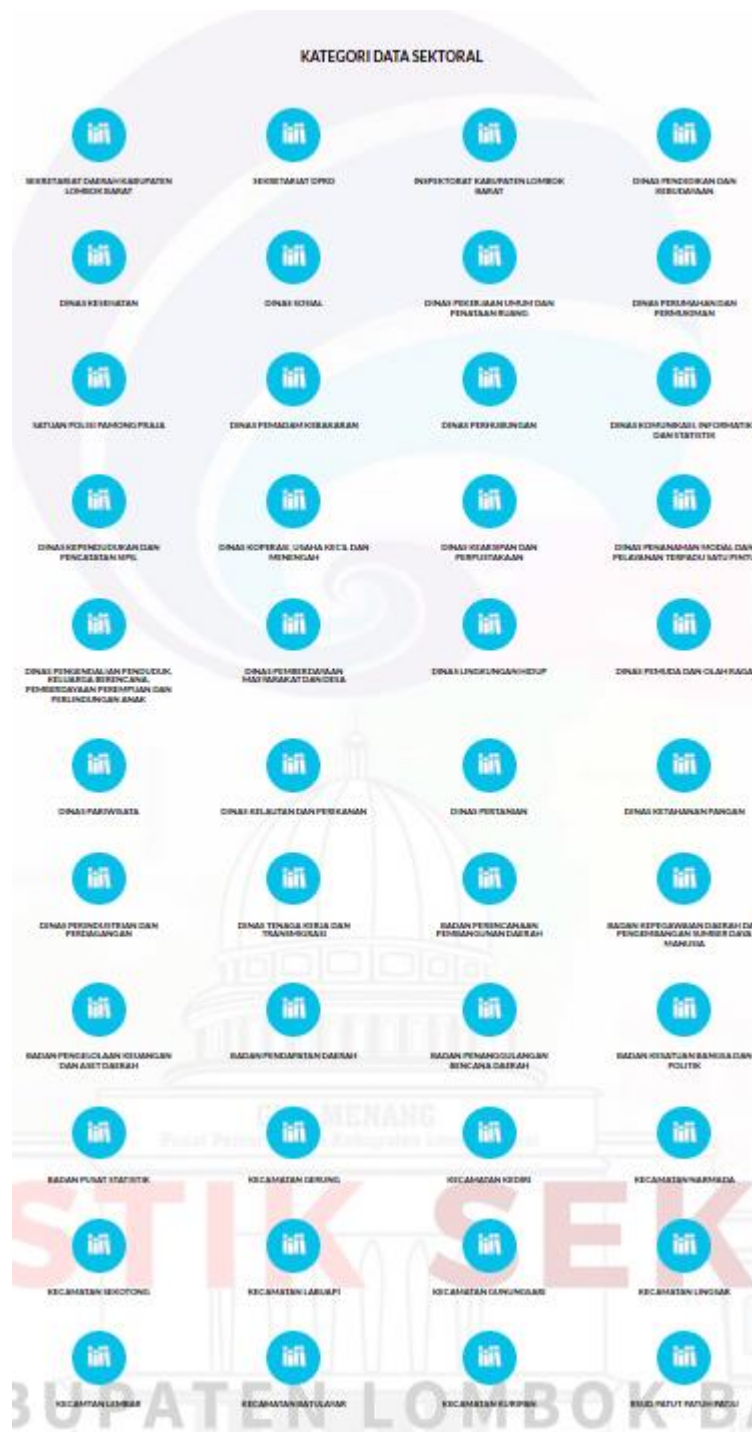 KATEGORI DATA SEKTORAL
SEKRETARIAT DAERAH KABUPATEN
LOMBOK BARAT
SEKRETARIAT DPRD
INSPEKTORAT KABUPATEN LOMBOK
BARAT
DINAS PENDIDIKAN DAN
KEBUDAYAAN
DINAS KESEHATAN
DINAS SOSIAL
DINAS PEKERJAAN UMUM DAN
PENATAAN RUANG
DINAS PERUMAHAN DAN
PERMUKIMAN
SATUAN POLISI PAMONG PRAJA
DINAS PEMADAM KEBAKARAN
DINAS PERHUBUNGAN
DINAS KOMUNIKASI, INFORMATIK
DAN STATISTIK
DINAS KEPENDUDUKAN DAN
PENCATATAN SIPIL
DINAS KOPERASI, USAHA KECIL DAN
MENENGAH
DINAS KEARSIPAN DAN
PERPUSTAKAAN
DINAS PENANAMAN MODAL DAN
PELAYANAN TERPADU SATU PINTU
DINAS PENGENDALIAN PENDUDUK,
KELUARGA BERENCANA,
PEMBERDAYAAN PEREMPUAN DAN
PERLINDUNGAN ANAK
DINAS PEMBERDAYAAN
MASYARAKAT DAN DESA
DINAS LINGKUNGAN HIDUP
DINAS PEMUDA DAN OLAH RAGA
DINAS PARIWISATA
DINAS KELAUTAN DAN PERIKANAN
DINAS PERTANIAN
DINAS KETAHANAN PANGAN
DINAS PERINDUSTRIAN DAN
PERDAGANGAN
DINAS TENAGA KERJA DAN
TRANSMIGRASI
BADAN PERENCANAAN
PEMBANGUNAN DAERAH
BADAN KEPEGAWAIAN DAERAH DA
PENGEMBANGAN SUMBER DAYA
MANUSIA
BADAN PENGELOLAAN KEUANGAN
DAN ASET DAERAH
BADAN PENDAPATAN DAERAH
BADAN PENANGGULANGAN
BENCANA DAERAH
BADAN KESATUAN BANGSA DAN
POLITIK
MENANG
BADAN PUSAT STATISTIK
KECAMATAN GERUNG
KECAMATAN KEDIRI
KECAMATAN NARMADA
STIK SEK
KECAMATAN SEKOTONG
KECAMATAN LABUAPI
KECAMATAN GUNUNGSARI
KECAMATAN LINGSAR
KECAMTAN LEMBAR
KECAMATAN BATULAYAR
KECAMATAN KURIPAN
RSUD PATUT PATUH PATJU
BUPATEN LOMBOK BA